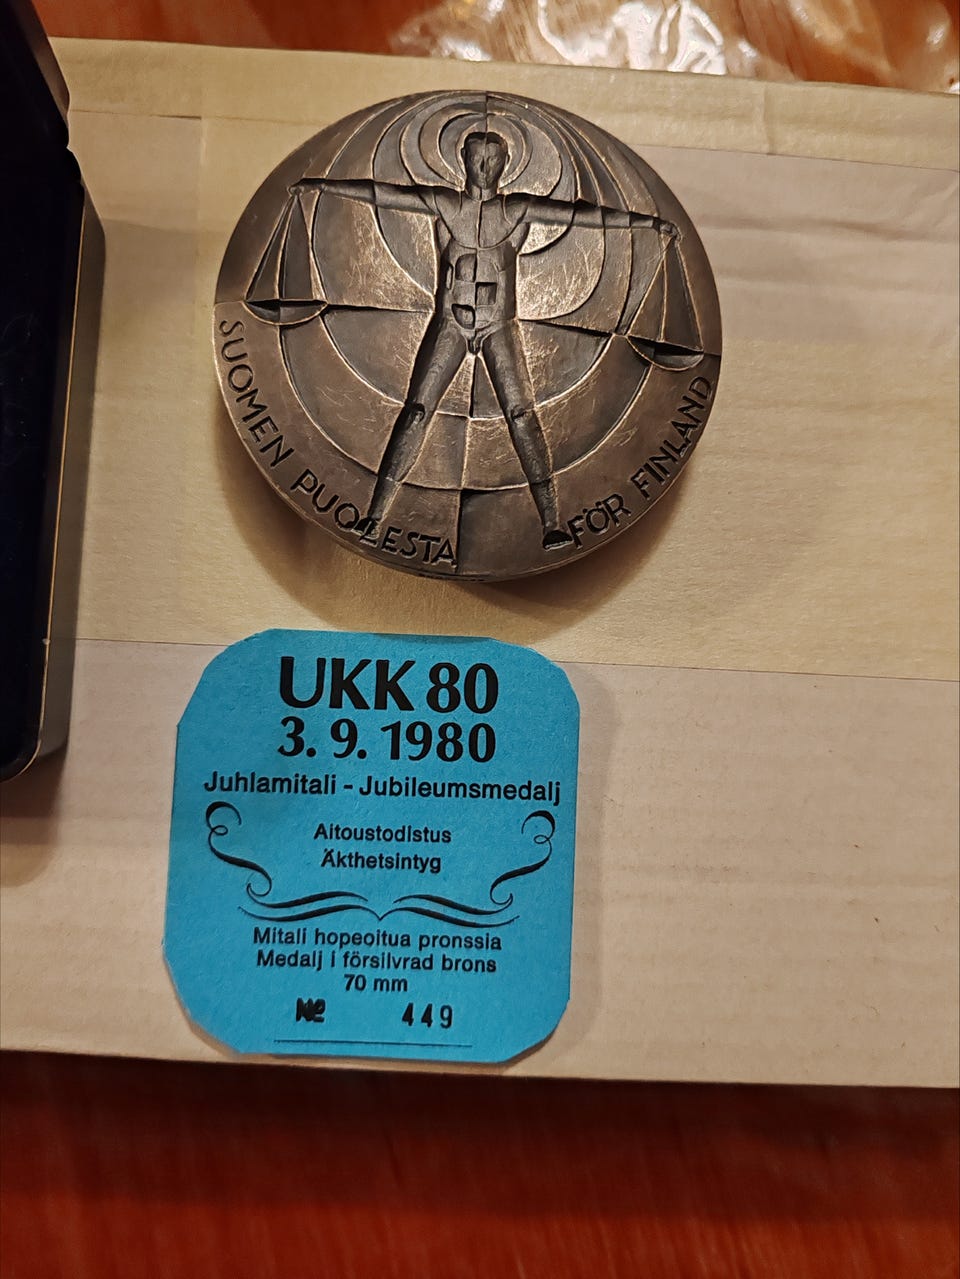 SUOMEN PUOLESTA
FÖR FINLAND
UKK 80
3. 9. 1980
Juhlamitali - Jubileumsmedalj
Aitoustodistus
Äkthetsintyg
Mitali hopeoitua pronssia
Medalj i försilvrad brons
70 mm
№ 449